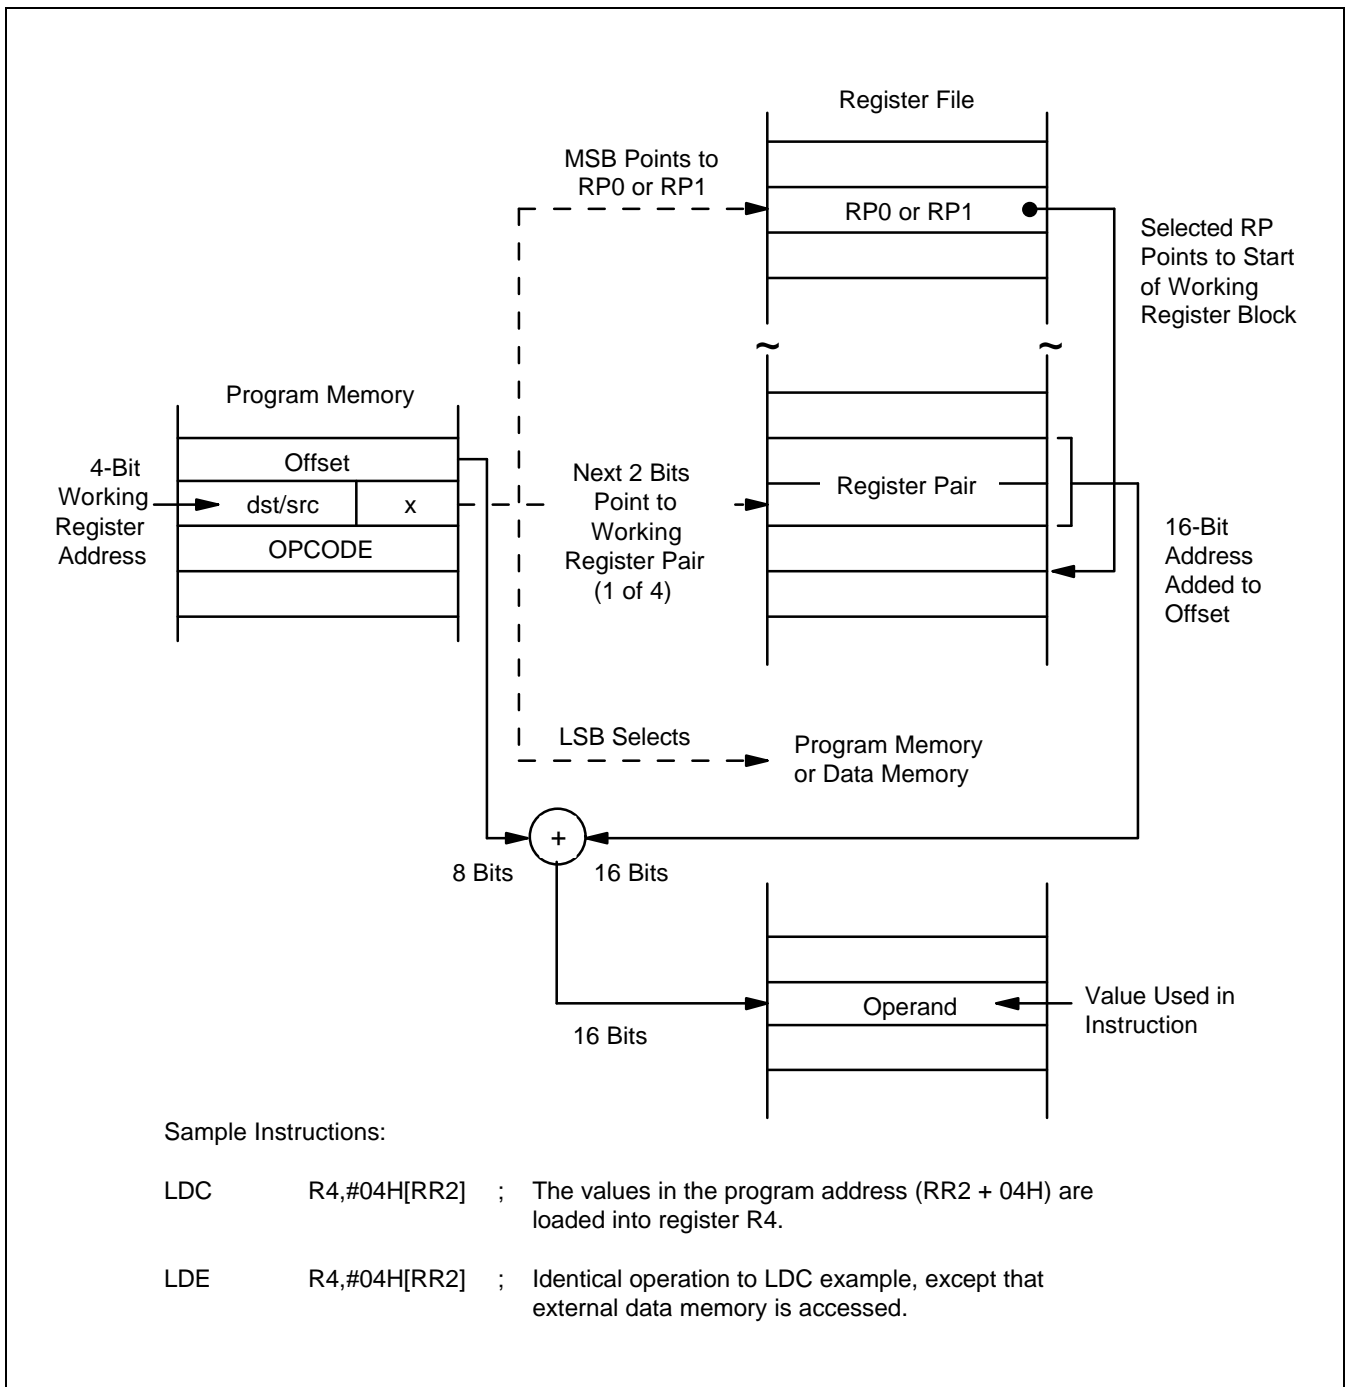 Register File
MSB Points to
RP0 or RP1
RP0 or RP1
Selected RP
Points to Start
of Working
Register Block
~ ~
Program Memory
4-Bit
Working
Register
Address
Offset
dst/src x
OPCODE
Next 2 Bits
Point to
Working
Register Pair
(1 of 4)
Register Pair
16-Bit
Address
Added to
Offset
LSB Selects
Program Memory
or Data Memory
+
8 Bits 16 Bits
16 Bits
Operand
Value Used in
Instruction
Sample Instructions:
LDC R4,#04H[RR2] ; The values in the program address (RR2 + 04H) are
loaded into register R4.
LDE R4,#04H[RR2] ; Identical operation to LDC example, except that
external data memory is accessed.